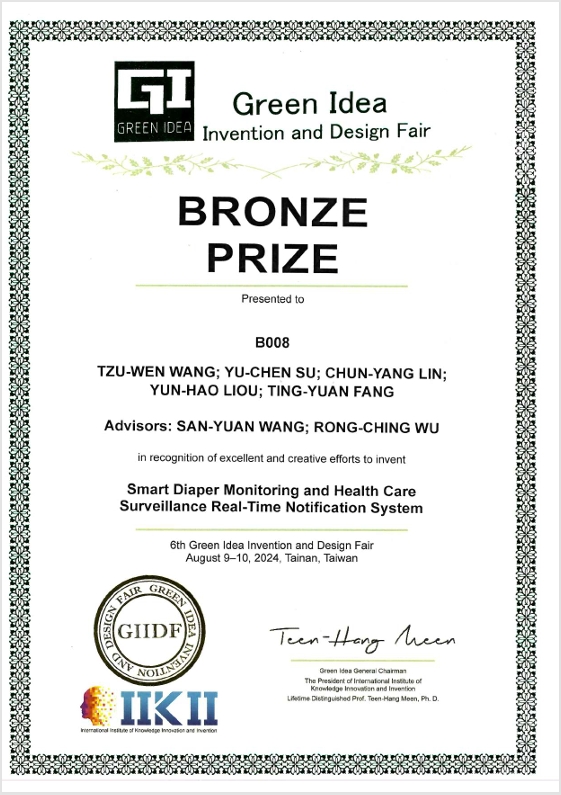 GI
GREEN IDEA
Green Idea
Invention and Design Fair
BRONZE
PRIZE
Presented to
B008
TZU-WEN WANG; YU-CHEN SU; CHUN-YANG LIN;
YUN-HAO LIOU; TING-YUAN FANG
Advisors: SAN-YUAN WANG; RONG-CHING WU
in recognition of excellent and creative efforts to invent
Smart Diaper Monitoring and Health Care
Surveillance Real-Time Notification System
6th Green Idea Invention and Design Fair
August 9–10, 2024, Tainan, Taiwan
GREEN IDEA INVENTION AND DESIGN FAIR
GIIDF
Teen-Hang Meen
Green Idea General Chairman
The President of International Institute of
Knowledge Innovation and Invention
Lifetime Distinguished Prof. Teen-Hang Meen, Ph. D.
IIKII
International Institute of Knowledge Innovation and Invention